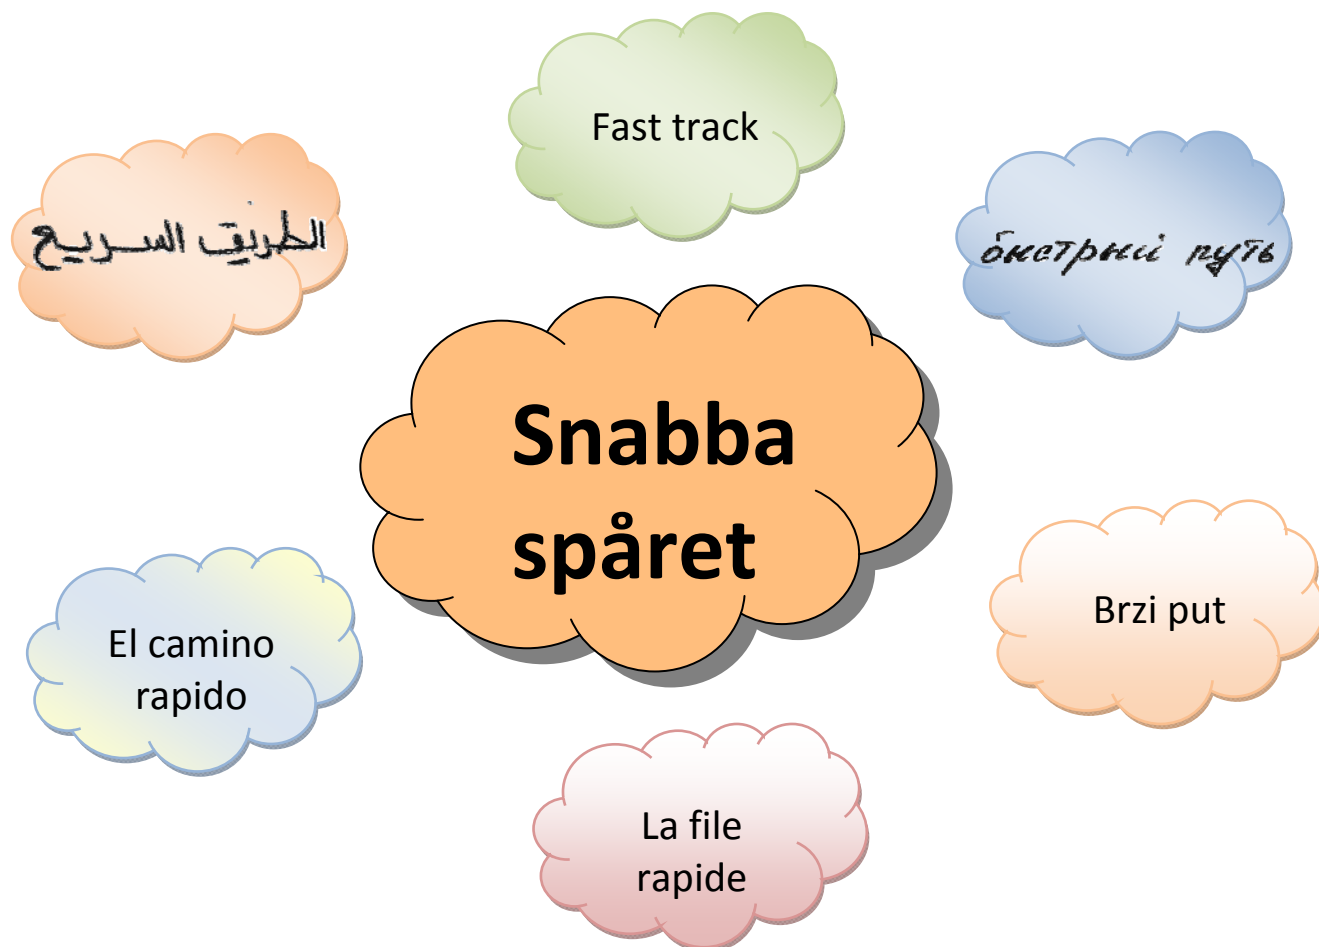 Fast track
الطريق السريع
быстрый путь
Snabba
spåret
El camino
rapido
Brzi put
La file
rapide